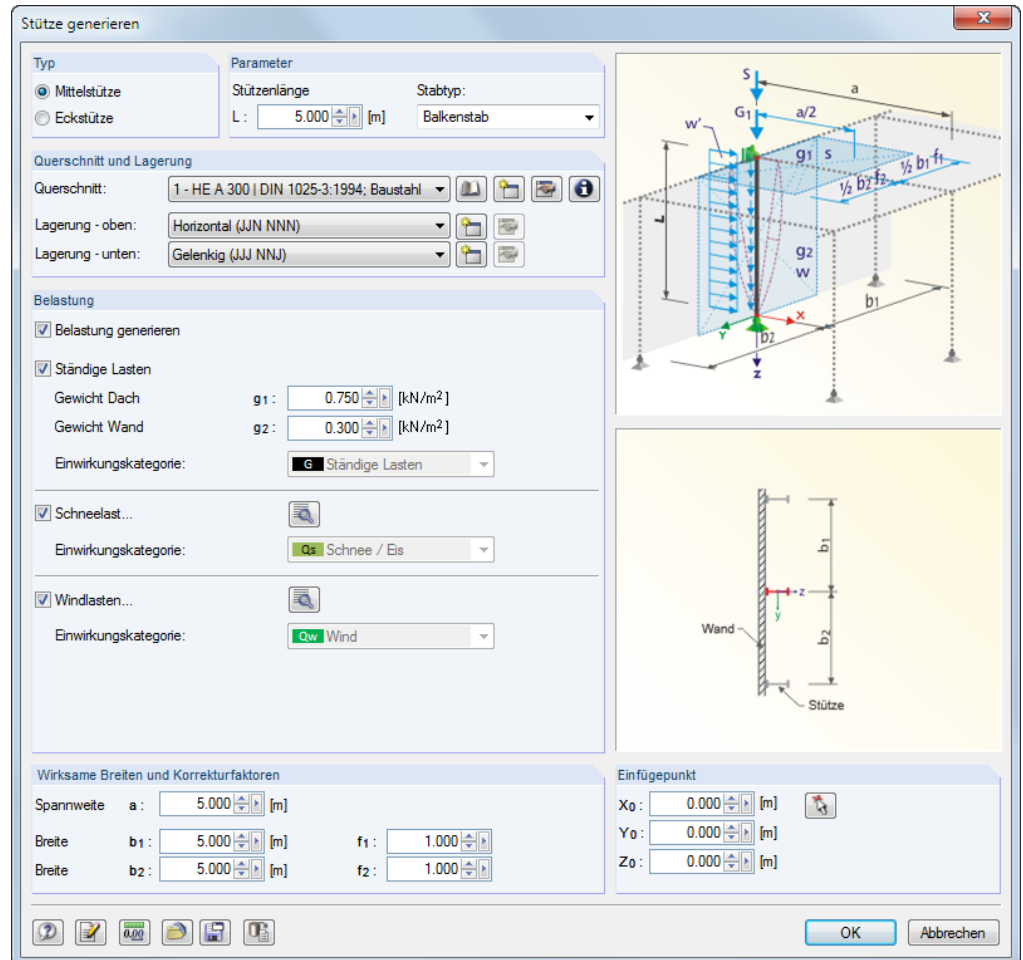 Stütze generieren
Typ
Mittelstütze
Eckstütze
Parameter
Stützenlänge
Stabtyp:
L : 5.000 [m]
Balkenstab
Querschnitt und Lagerung
Querschnitt: 1 - HE A 300 | DIN 1025-3:1994; Baustahl
Lagerung - oben: Horizontal (JJN NNN)
Lagerung - unten: Gelenkig (JJJ NNJ)
Belastung
Belastung generieren
Ständige Lasten
Gewicht Dach g1 : 0.750 [kN/m²]
Gewicht Wand g2 : 0.300 [kN/m²]
Einwirkungskategorie: G Ständige Lasten
Schneelast...
Einwirkungskategorie: Qs Schnee / Eis
Windlasten...
Einwirkungskategorie: Qw Wind
S
a
G1
a/2
w'
g1 s
½ b1 f1
½ b2 f2
L
g2
w
b1
X
Y
b2
Z
b1
z
y
Wand
b2
Stütze
Wirksame Breiten und Korrekturfaktoren
Spannweite a : 5.000 [m]
Breite b1 : 5.000 [m] f1 : 1.000
Breite b2 : 5.000 [m] f2 : 1.000
Einfügepunkt
X0 : 0.000 [m]
Y0 : 0.000 [m]
Z0 : 0.000 [m]
0.00
OK
Abbrechen